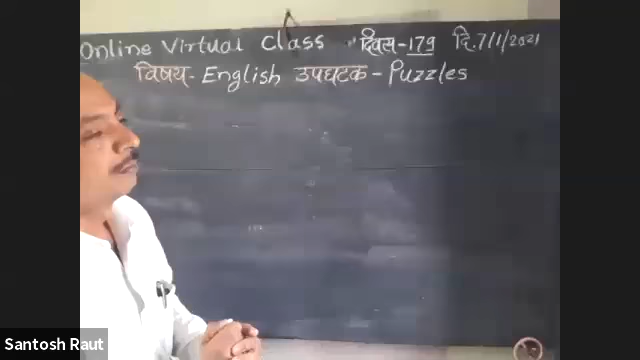 Online Virtual Class दिवस-179 दि.7/1/2021
विषय- English उपघटक - Puzzles
Santosh Raut